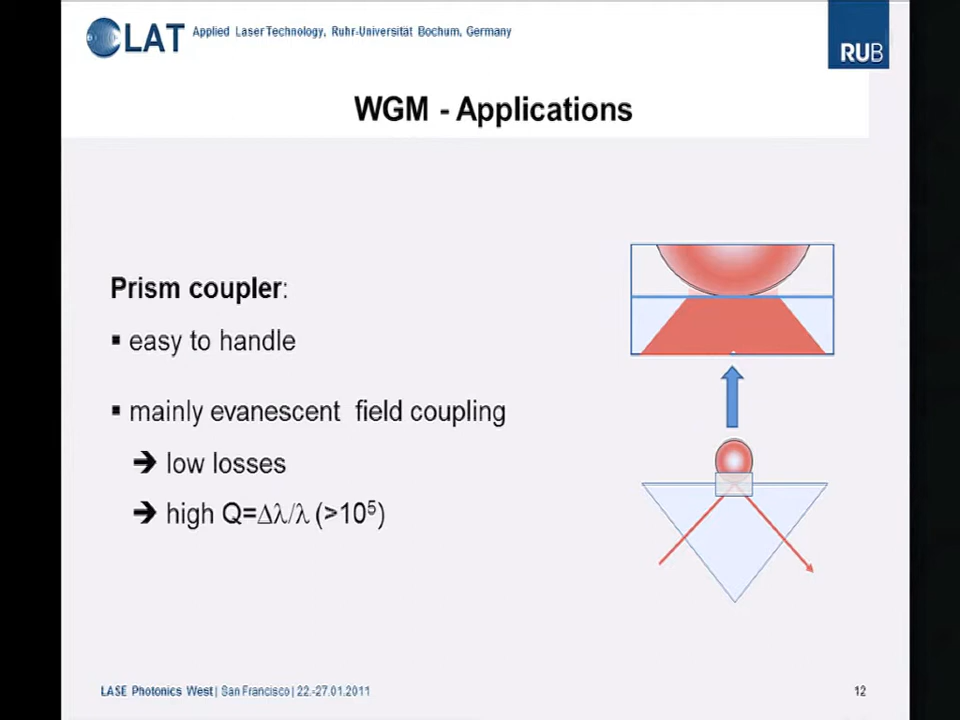 LAT Applied Laser Technology, Ruhr-Universität Bochum, Germany
RUB
WGM - Applications
Prism coupler:
▪ easy to handle
▪ mainly evanescent field coupling
➔ low losses
➔ high Q=Δλ/λ (>10⁵)
LASE Photonics West | San Francisco | 22.-27.01.2011
12